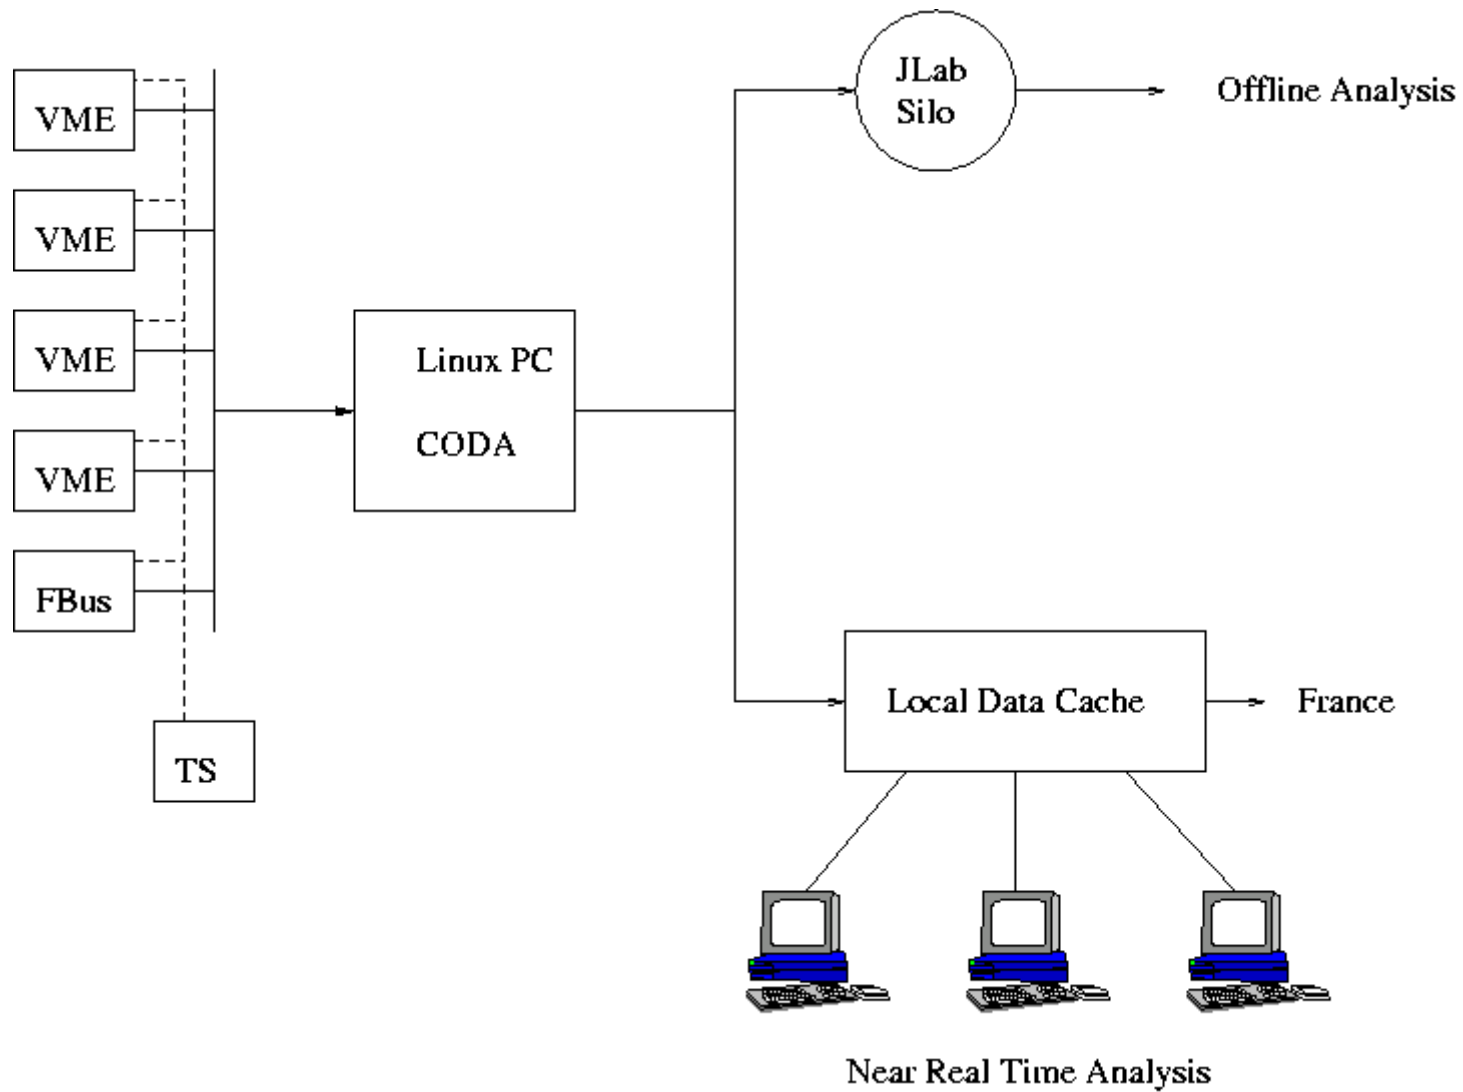 VME
VME
VME
VME
FBus
TS
Linux PC
CODA
JLab
Silo
Offline Analysis
Local Data Cache
France
Near Real Time Analysis